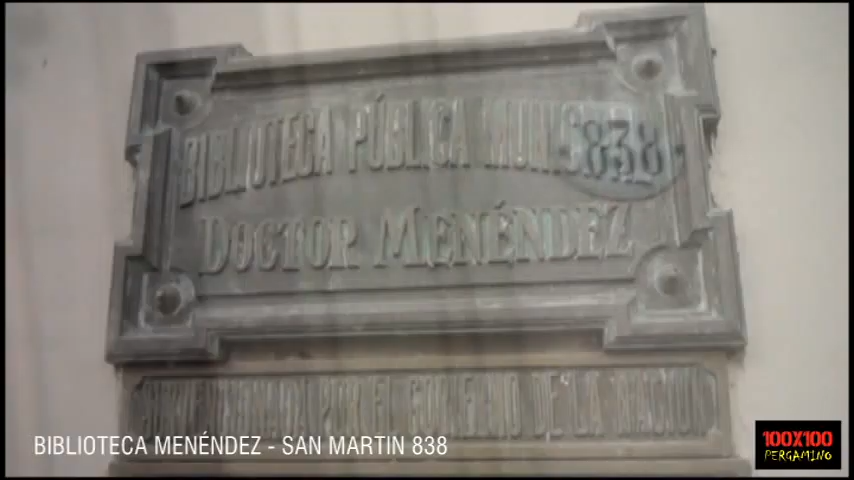 BIBLIOTECA PÚBLICA
838
DOCTOR MENÉNDEZ
POR EL GOBIERNO DE LA NACION
BIBLIOTECA MENÉNDEZ - SAN MARTIN 838
100X100
PERGAMINO